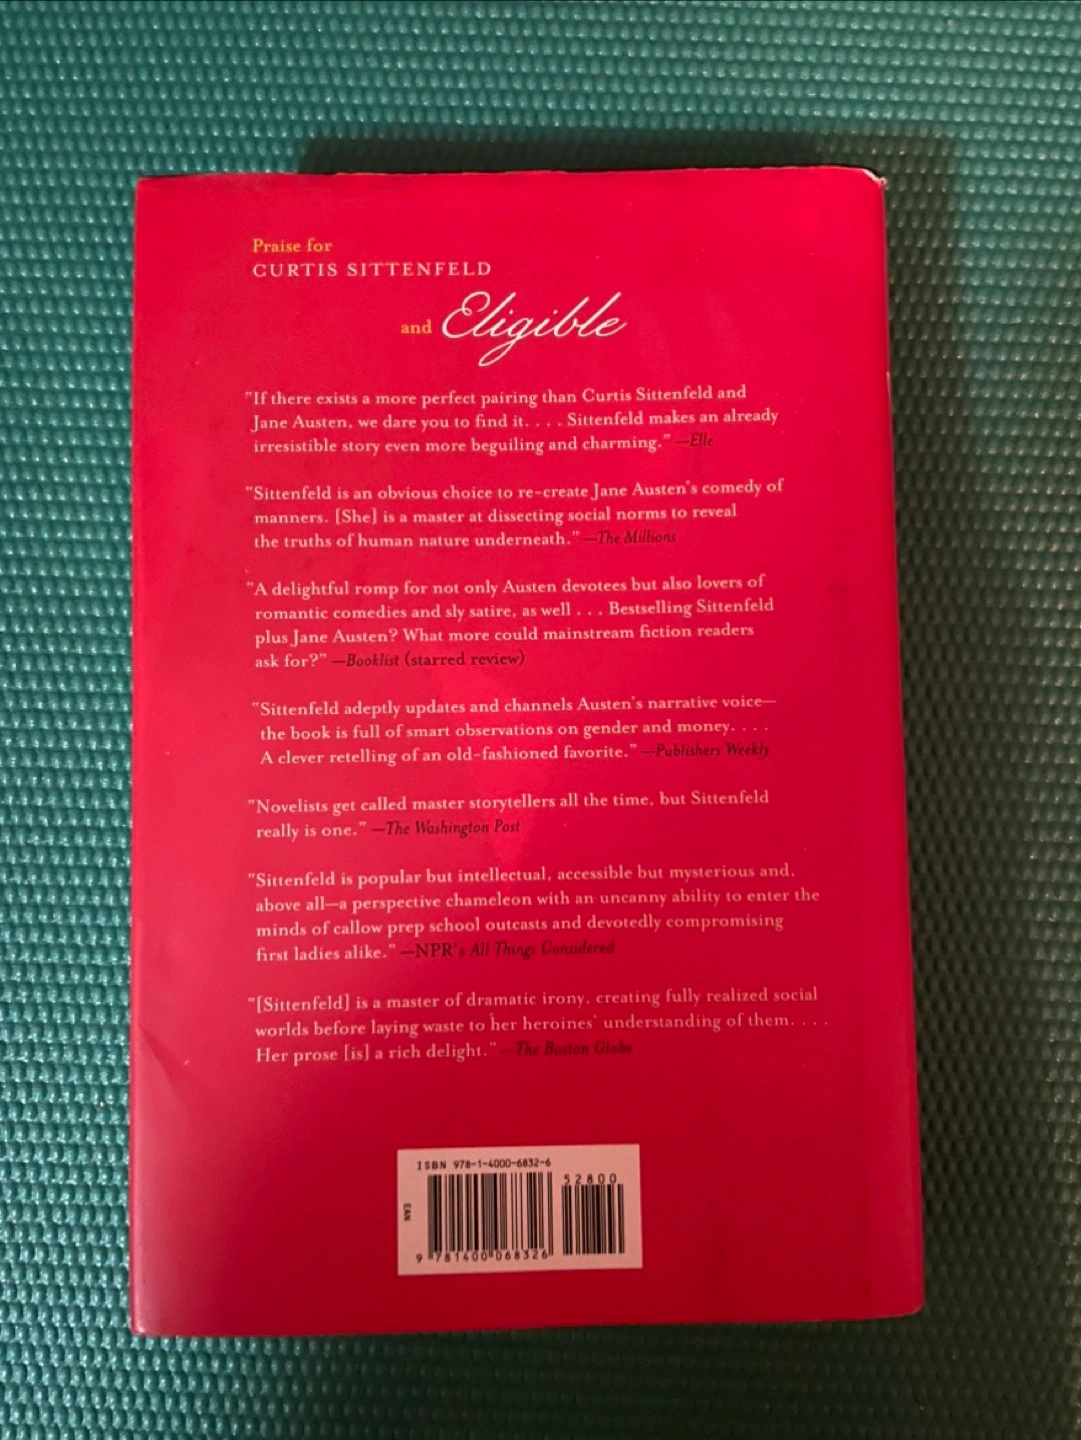 Praise for
CURTIS SITTENFELD
and Eligible
"If there exists a more perfect pairing than Curtis Sittenfeld and
Jane Austen, we dare you to find it. . . . Sittenfeld makes an already
irresistible story even more beguiling and charming." —Elle
"Sittenfeld is an obvious choice to re-create Jane Austen's comedy of
manners. [She] is a master at dissecting social norms to reveal
the truths of human nature underneath." —The Millions
"A delightful romp for not only Austen devotees but also lovers of
romantic comedies and sly satire, as well . . . Bestselling Sittenfeld
plus Jane Austen? What more could mainstream fiction readers
ask for?" —Booklist (starred review)
"Sittenfeld adeptly updates and channels Austen's narrative voice—
the book is full of smart observations on gender and money. . . .
A clever retelling of an old-fashioned favorite." —Publishers Weekly
"Novelists get called master storytellers all the time, but Sittenfeld
really is one." —The Washington Post
"Sittenfeld is popular but intellectual, accessible but mysterious and,
above all—a perspective chameleon with an uncanny ability to enter the
minds of callow prep school outcasts and devotedly compromising
first ladies alike." —NPR's All Things Considered
"[Sittenfeld] is a master of dramatic irony, creating fully realized social
worlds before laying waste to her heroines' understanding of them. . . .
Her prose [is] a rich delight." —The Boston Globe
ISBN 978-1-4000-6832-6
52800
EAN
9 781400 068326